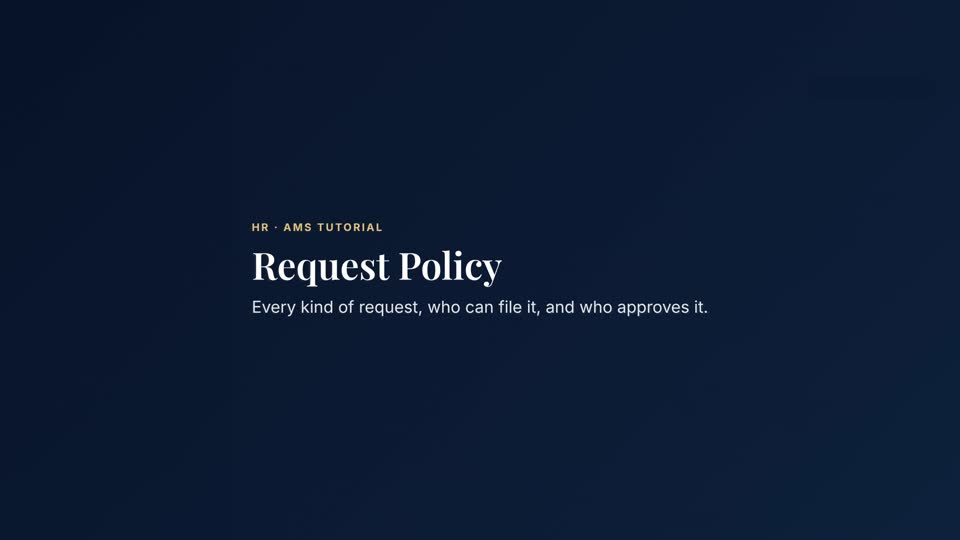 HR · AMS TUTORIAL
Request Policy
Every kind of request, who can file it, and who approves it.